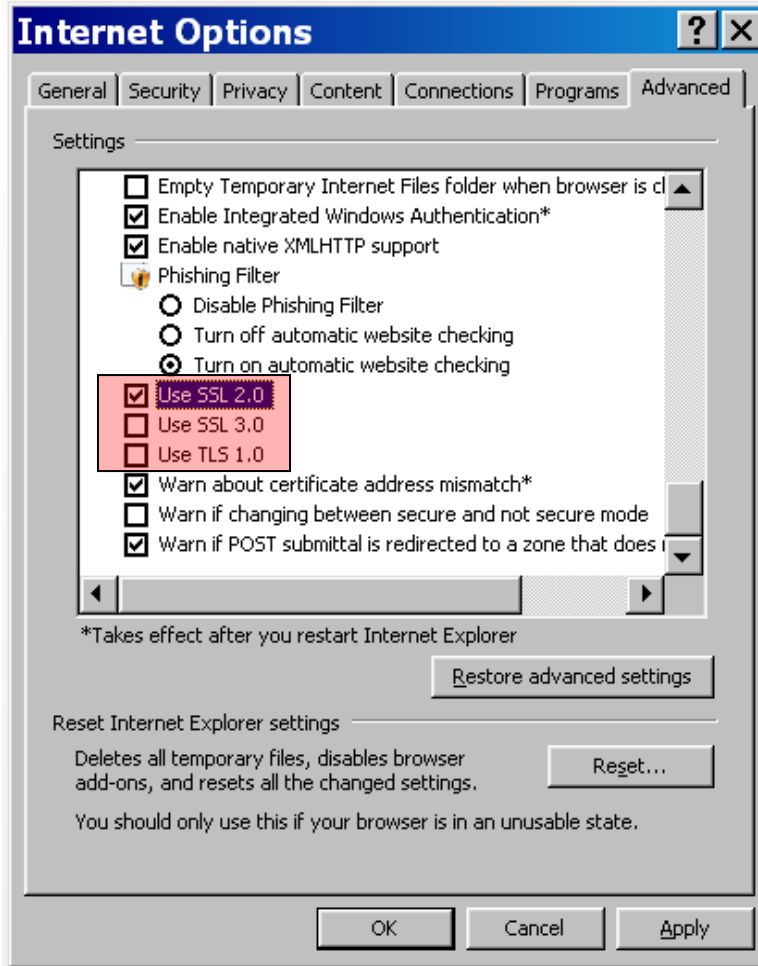 Internet Options
General Security Privacy Content Connections Programs Advanced
Settings
Empty Temporary Internet Files folder when browser is cl
Enable Integrated Windows Authentication*
Enable native XMLHTTP support
Phishing Filter
Disable Phishing Filter
Turn off automatic website checking
Turn on automatic website checking
Use SSL 2.0
Use SSL 3.0
Use TLS 1.0
Warn about certificate address mismatch*
Warn if changing between secure and not secure mode
Warn if POST submittal is redirected to a zone that does
*Takes effect after you restart Internet Explorer
Restore advanced settings
Reset Internet Explorer settings
Deletes all temporary files, disables browser
add-ons, and resets all the changed settings.
Reset...
You should only use this if your browser is in an unusable state.
OK Cancel Apply